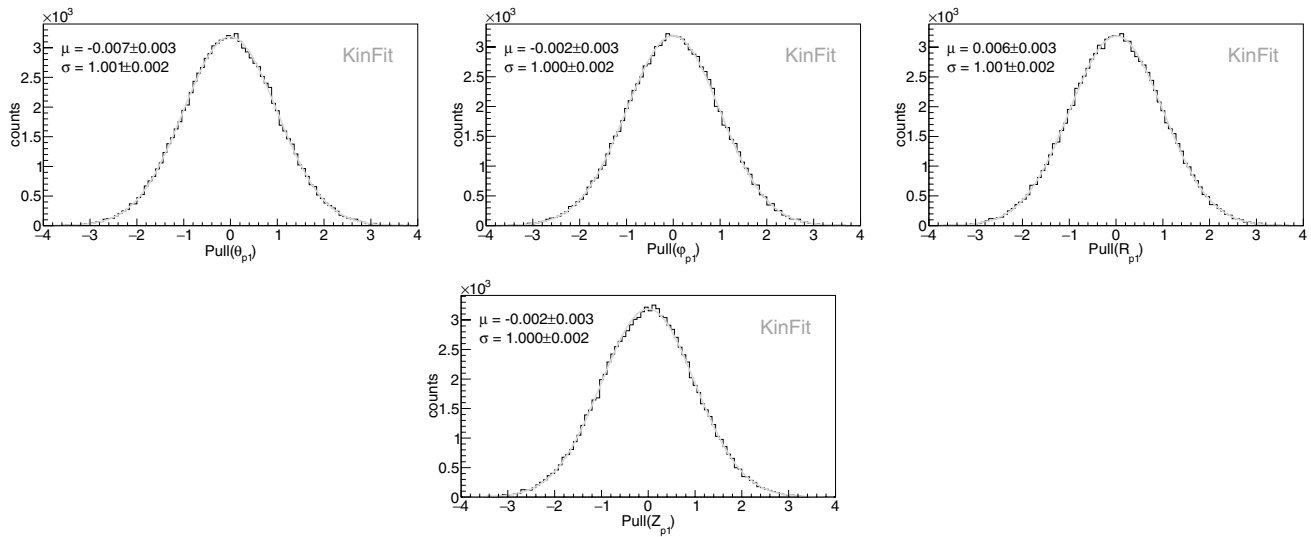 ×10³
μ = -0.007±0.003
σ = 1.001±0.002
KinFit
counts
3
2.5
2
1.5
1
0.5
0
−4 −3 −2 −1 0 1 2 3 4
Pull(θ_p1)
×10³
μ = -0.002±0.003
σ = 1.000±0.002
KinFit
counts
3
2.5
2
1.5
1
0.5
0
−4 −3 −2 −1 0 1 2 3 4
Pull(φ_p1)
×10³
μ = 0.006±0.003
σ = 1.001±0.002
KinFit
counts
3
2.5
2
1.5
1
0.5
0
−4 −3 −2 −1 0 1 2 3 4
Pull(R_p1)
×10³
μ = -0.002±0.003
σ = 1.000±0.002
KinFit
counts
3
2.5
2
1.5
1
0.5
0
−4 −3 −2 −1 0 1 2 3 4
Pull(Z_p1)